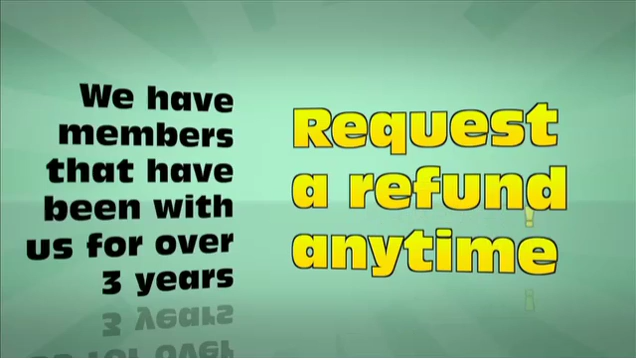 We have
members
that have
been with
us for over
3 years
Request
a refund
anytime
!